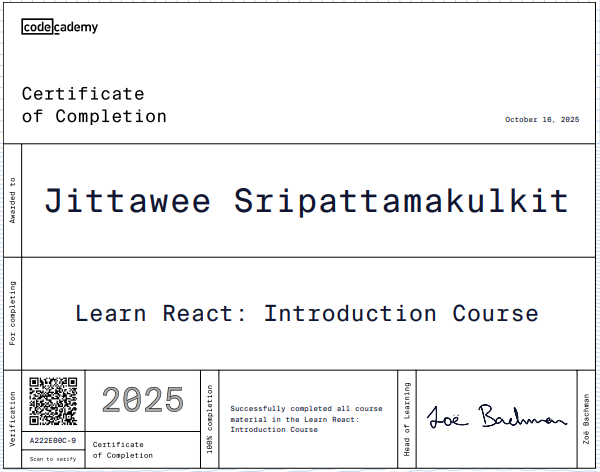 codecademy
Certificate
of Completion
October 16, 2025
Awarded to
Jittawee Sripattamakulkit
For completing
Learn React: Introduction Course
Verification
A222E00C-9
Scan to verify
2025
Certificate
of Completion
100% completion
Successfully completed all course
material in the Learn React:
Introduction Course
Head of Learning
Zoë Bachman
Zoë Bachman